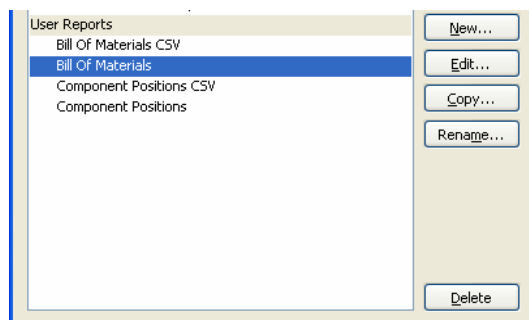 User Reports
Bill Of Materials CSV
Bill Of Materials
Component Positions CSV
Component Positions
New...
Edit...
Copy...
Rename...
Delete